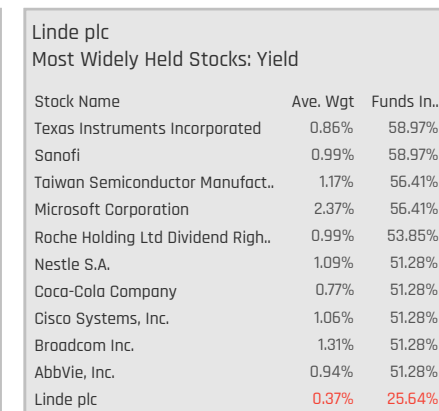 Linde plc
Most Widely Held Stocks: Yield
Stock Name Ave. Wgt Funds In..
Texas Instruments Incorporated 0.86% 58.97%
Sanofi 0.99% 58.97%
Taiwan Semiconductor Manufact.. 1.17% 56.41%
Microsoft Corporation 2.37% 56.41%
Roche Holding Ltd Dividend Righ.. 0.99% 53.85%
Nestle S.A. 1.09% 51.28%
Coca-Cola Company 0.77% 51.28%
Cisco Systems, Inc. 1.06% 51.28%
Broadcom Inc. 1.31% 51.28%
AbbVie, Inc. 0.94% 51.28%
Linde plc 0.37% 25.64%